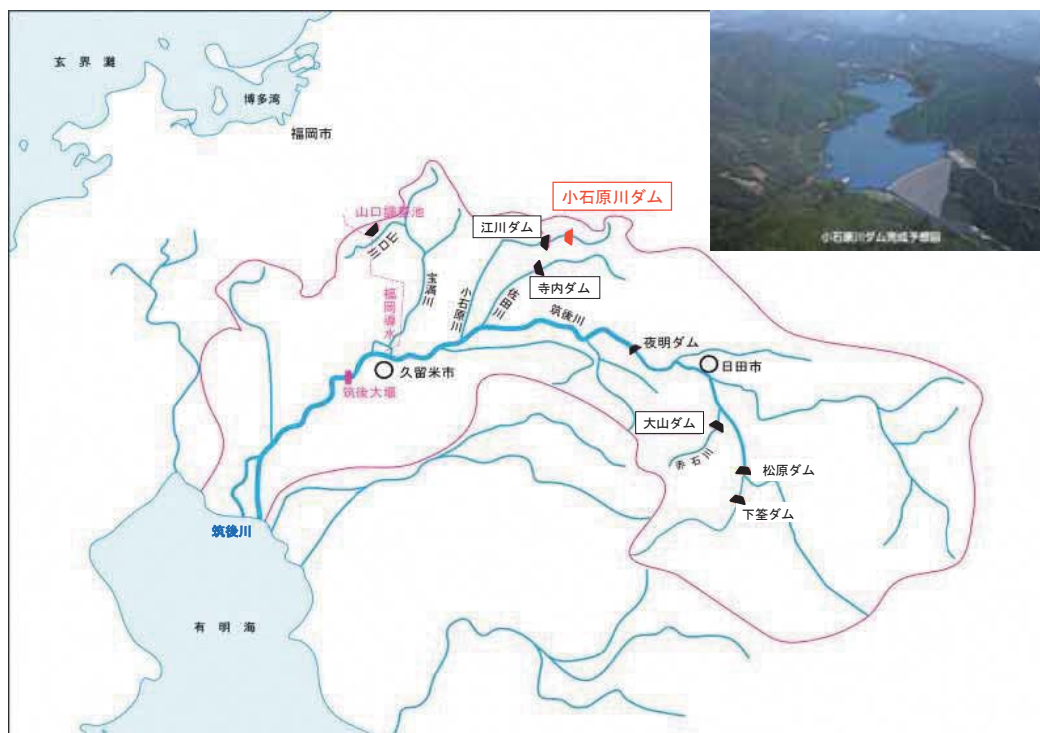 玄界灘
博多湾
福岡市
小石原川ダム完成予想図
小石原川ダム
山口調整池
江川ダム
山口川
寺内ダム
宝満川
福岡導水
小石原川
佐田川
筑後川
夜明ダム
日田市
久留米市
筑後大堰
大山ダム
赤石川
松原ダム
下筌ダム
筑後川
有明海